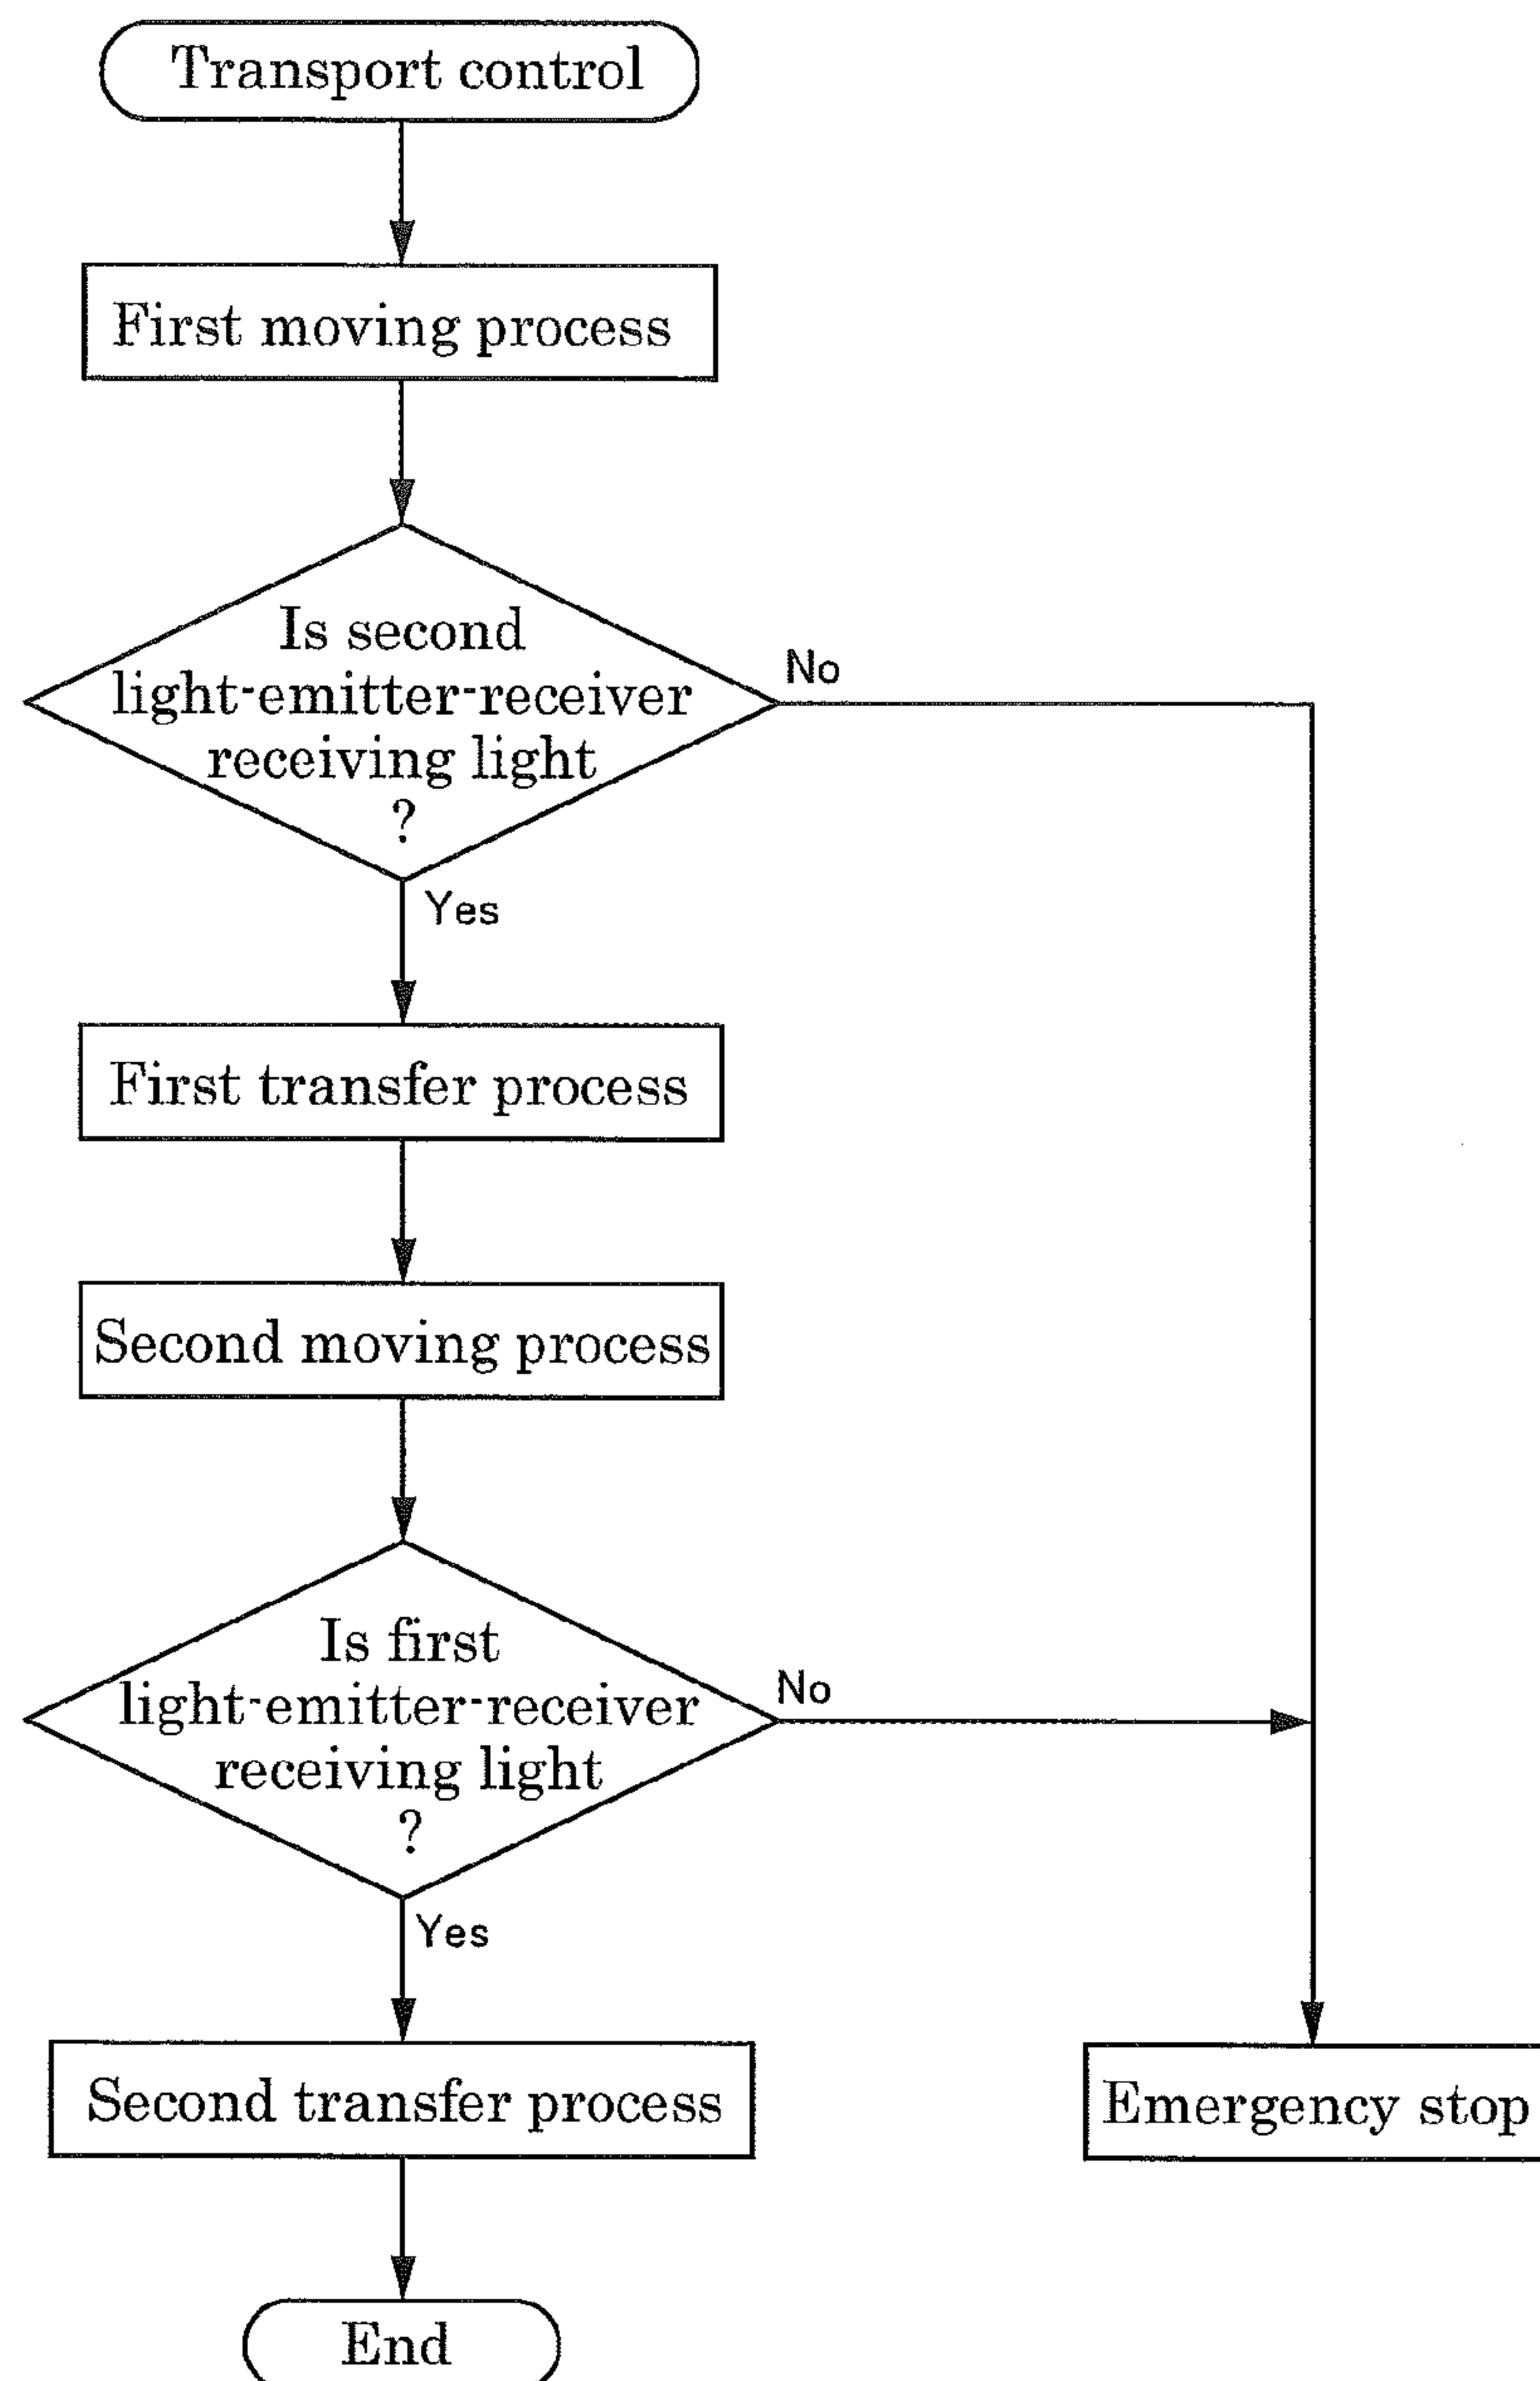 Transport control
First moving process
Is second
light-emitter-receiver
receiving light
?
No
Yes
First transfer process
Second moving process
Is first
light-emitter-receiver
receiving light
?
No
Yes
Second transfer process
Emergency stop
End